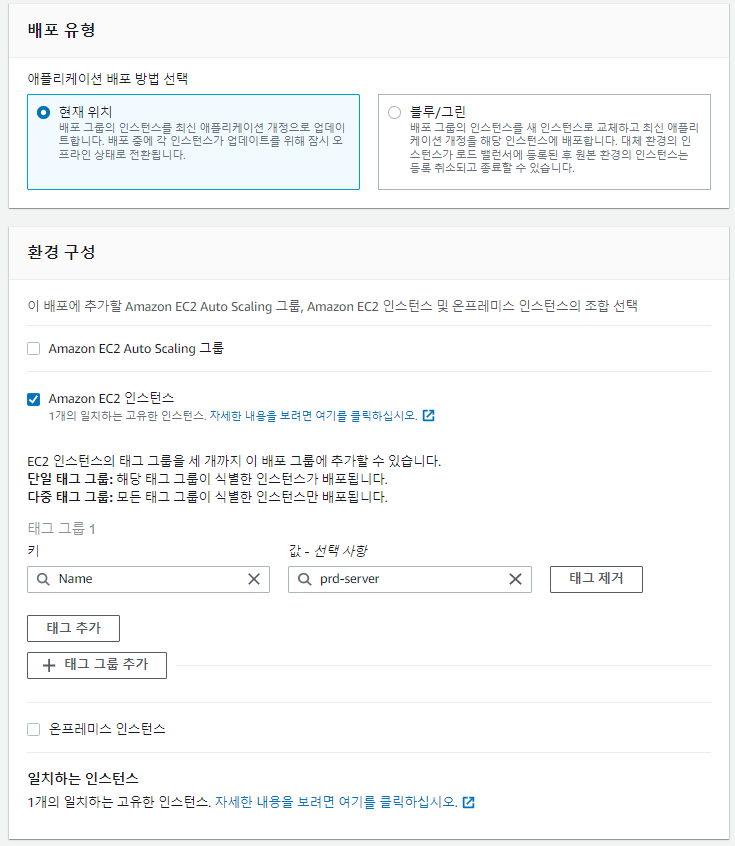 배포 유형
애플리케이션 배포 방법 선택
현재 위치
배포 그룹의 인스턴스를 최신 애플리케이션 개정으로 업데이
트합니다. 배포 중에 각 인스턴스가 업데이트를 위해 잠시 오
프라인 상태로 전환됩니다.
블루/그린
배포 그룹의 인스턴스를 새 인스턴스로 교체하고 최신 애플리
케이션 개정을 해당 인스턴스에 배포합니다. 대체 환경의 인
스턴스가 로드 밸런서에 등록된 후 원본 환경의 인스턴스는
등록 취소되고 종료할 수 있습니다.
환경 구성
이 배포에 추가할 Amazon EC2 Auto Scaling 그룹, Amazon EC2 인스턴스 및 온프레미스 인스턴스의 조합 선택
Amazon EC2 Auto Scaling 그룹
Amazon EC2 인스턴스
1개의 일치하는 고유한 인스턴스. 자세한 내용을 보려면 여기를 클릭하십시오.
EC2 인스턴스의 태그 그룹을 세 개까지 이 배포 그룹에 추가할 수 있습니다.
단일 태그 그룹: 해당 태그 그룹이 식별한 인스턴스가 배포됩니다.
다중 태그 그룹: 모든 태그 그룹이 식별한 인스턴스만 배포됩니다.
태그 그룹 1
키 값 - 선택 사항
Name prd-server 태그 제거
태그 추가
태그 그룹 추가
온프레미스 인스턴스
일치하는 인스턴스
1개의 일치하는 고유한 인스턴스. 자세한 내용을 보려면 여기를 클릭하십시오.